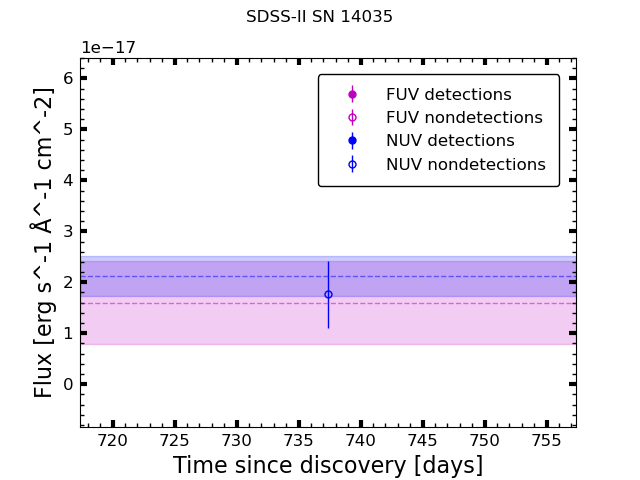 SDSS-II SN 14035
1e−17
Flux [erg s^-1 Å^-1 cm^-2]
6
5
4
3
2
1
0
FUV detections
FUV nondetections
NUV detections
NUV nondetections
720 725 730 735 740 745 750 755
Time since discovery [days]